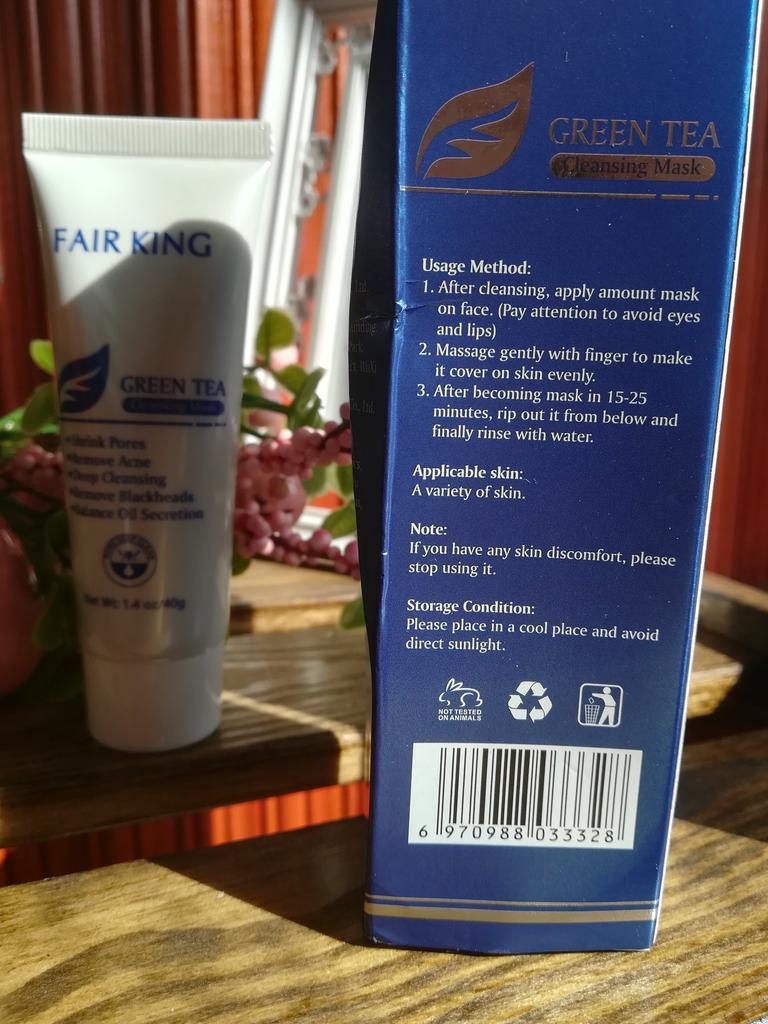 FAIR KING
GREEN TEA
Cleansing Mask
•Shrink Pores
•Remove Acne
•Deep Cleansing
•Remove Blackheads
•Balance Oil Secretion
Net Wt: 1.4 oz/40g
GREEN TEA
Cleansing Mask
Usage Method:
1. After cleansing, apply amount mask
on face. (Pay attention to avoid eyes
and lips)
2. Massage gently with finger to make
it cover on skin evenly.
3. After becoming mask in 15-25
minutes, rip out it from below and
finally rinse with water.
Applicable skin:
A variety of skin.
Note:
If you have any skin discomfort, please
stop using it.
Storage Condition:
Please place in a cool place and avoid
direct sunlight.
NOT TESTED
ON ANIMALS
6 970988 033328